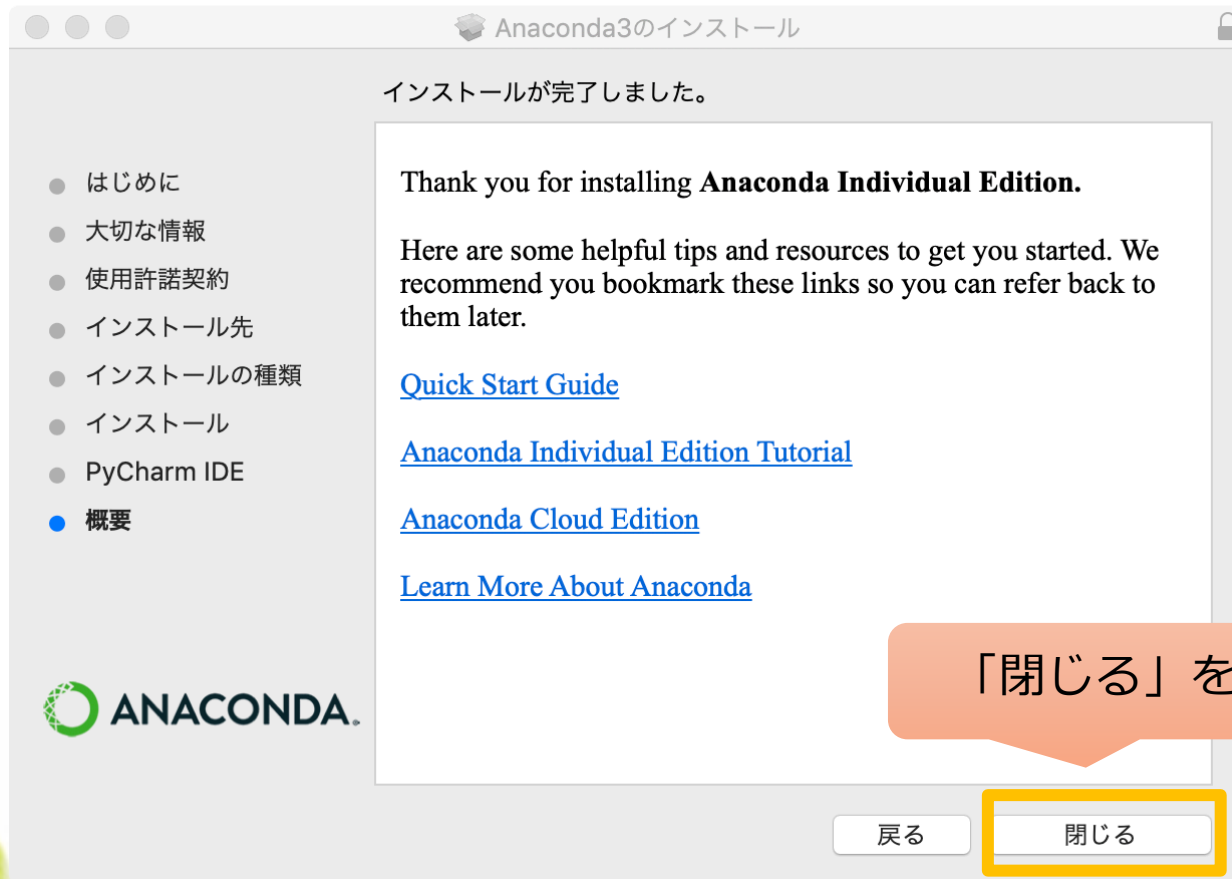 Anaconda3のインストール
インストールが完了しました。
はじめに
大切な情報
使用許諾契約
インストール先
インストールの種類
インストール
PyCharm IDE
概要
ANACONDA.
Thank you for installing Anaconda Individual Edition.
Here are some helpful tips and resources to get you started. We
recommend you bookmark these links so you can refer back to
them later.
Quick Start Guide
Anaconda Individual Edition Tutorial
Anaconda Cloud Edition
Learn More About Anaconda
「閉じる」を
戻る
閉じる